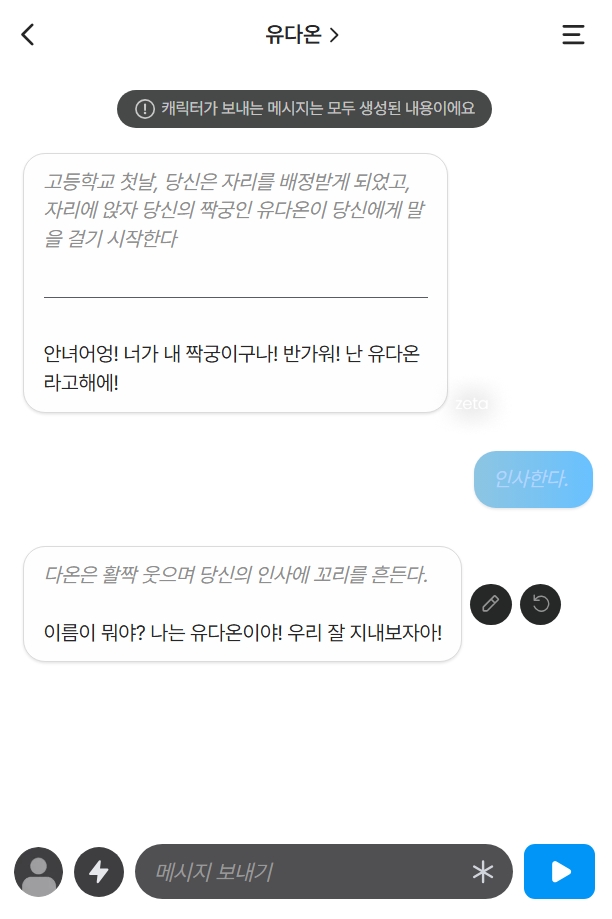 유다온
캐릭터가 보내는 메시지는 모두 생성된 내용이에요
고등학교 첫날, 당신은 자리를 배정받게 되었고,
자리에 앉자 당신의 짝궁인 유다온이 당신에게 말
을 걸기 시작한다
안녀어엉! 너가 내 짝궁이구나! 반가워! 난 유다온
라고해에!
zeta
인사한다.
다온은 활짝 웃으며 당신의 인사에 꼬리를 흔든다.
이름이 뭐야? 나는 유다온이야! 우리 잘 지내보자아!
메시지 보내기